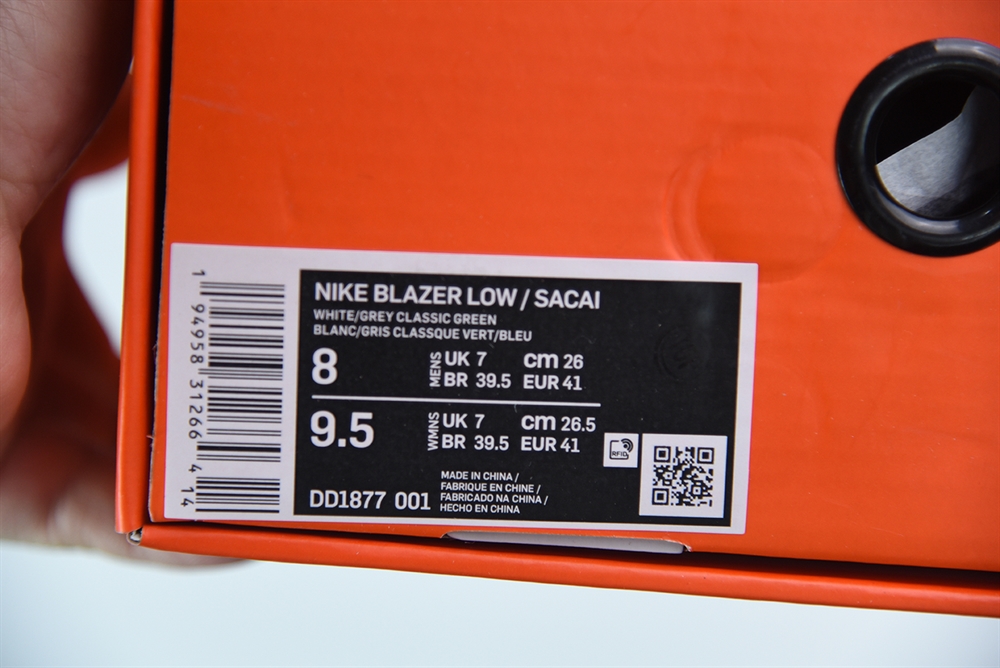 1 94958 31266 4 14
NIKE BLAZER LOW / SACAI
WHITE/GREY CLASSIC GREEN
BLANC/GRIS CLASSQUE VERT/BLEU
8 MENS UK 7 cm 26
BR 39.5 EUR 41
9.5 WMNS UK 7 cm 26.5
BR 39.5 EUR 41
RFID
DD1877 001
MADE IN CHINA /
FABRIQUE EN CHINE /
FABRICADO NA CHINA /
HECHO EN CHINA